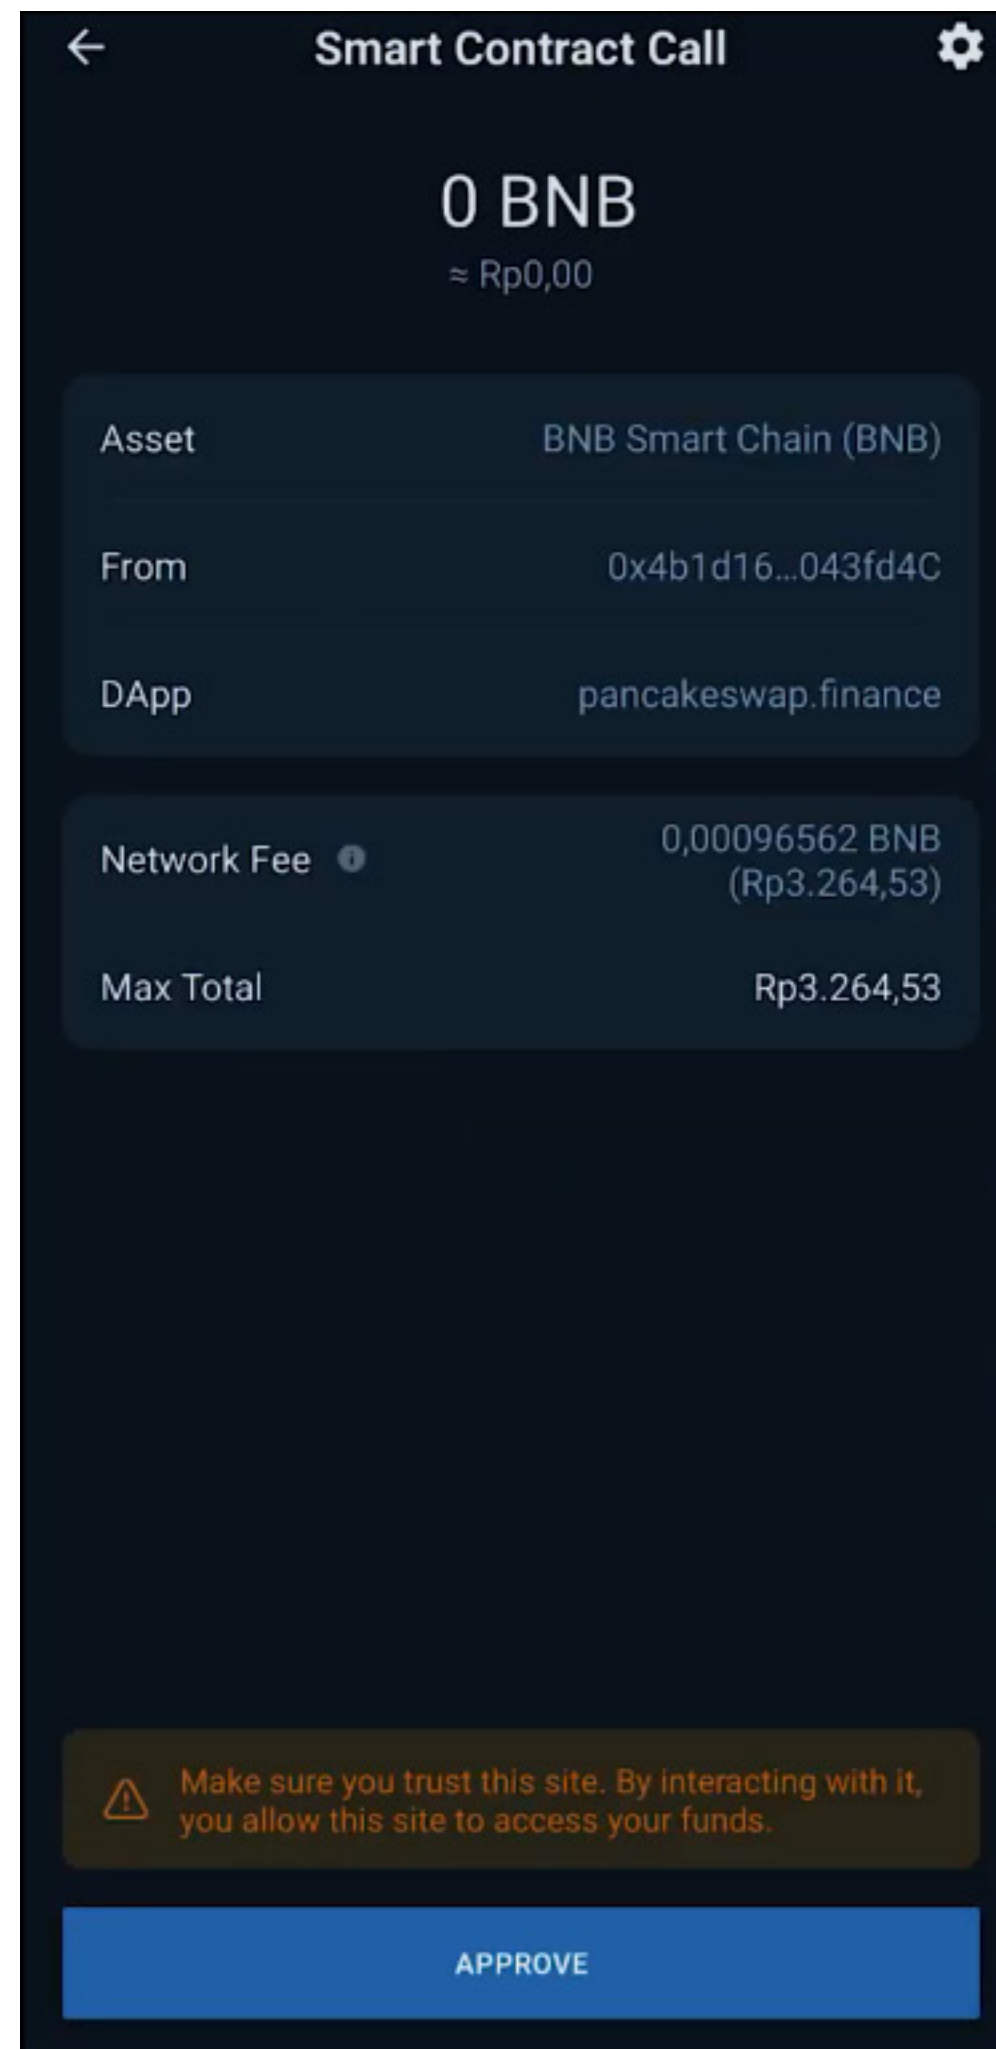 Smart Contract Call
0 BNB
≈ Rp0,00
Asset BNB Smart Chain (BNB)
From 0x4b1d16...043fd4C
DApp pancakeswap.finance
Network Fee 0,00096562 BNB
(Rp3.264,53)
Max Total Rp3.264,53
Make sure you trust this site. By interacting with it,
you allow this site to access your funds.
APPROVE